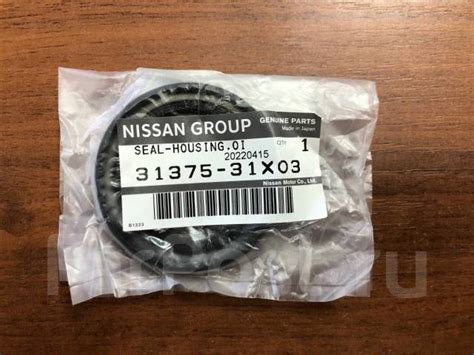 NISSAN GROUP
GENUINE PARTS
Made in Japan
SEAL-HOUSING.OI
QTY 1
20220415
31375-31X03
Nissan Motor Co., Ltd.